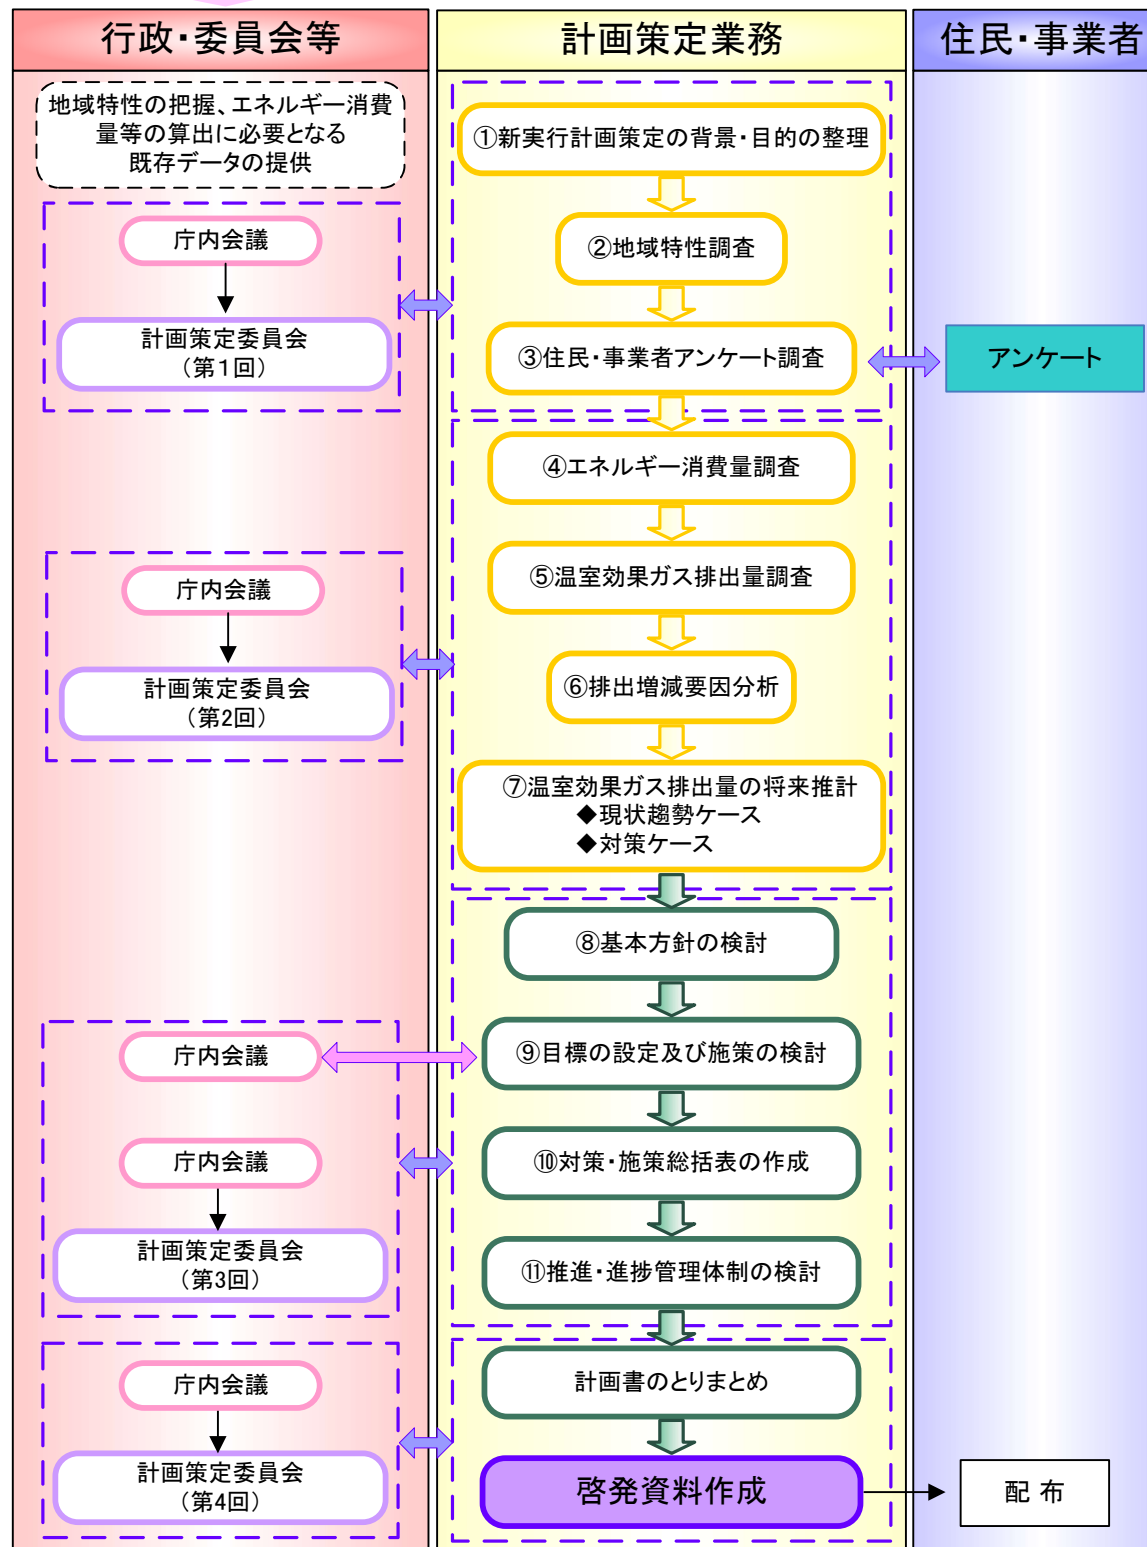 行政・委員会等
計画策定業務
住民・事業者
地域特性の把握、エネルギー消費
量等の算出に必要となる
既存データの提供
庁内会議
計画策定委員会
（第１回）
庁内会議
計画策定委員会
（第2回）
庁内会議
庁内会議
計画策定委員会
（第3回）
庁内会議
計画策定委員会
（第4回）
①新実行計画策定の背景・目的の整理
②地域特性調査
③住民・事業者アンケート調査
④エネルギー消費量調査
⑤温室効果ガス排出量調査
⑥排出増減要因分析
⑦温室効果ガス排出量の将来推計
◆現状趨勢ケース
◆対策ケース
⑧基本方針の検討
⑨目標の設定及び施策の検討
⑩対策・施策総括表の作成
⑪推進・進捗管理体制の検討
計画書のとりまとめ
啓発資料作成
アンケート
配 布